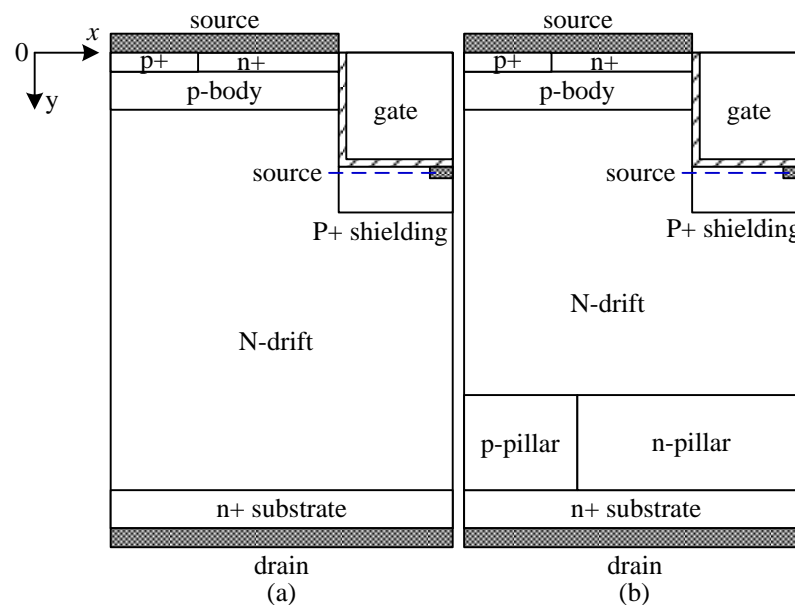 source
source
0
x
y
p+
n+
p-body
gate
source
P+ shielding
N-drift
n+ substrate
drain
(a)
p+
n+
p-body
gate
source
P+ shielding
N-drift
p-pillar
n-pillar
n+ substrate
drain
(b)